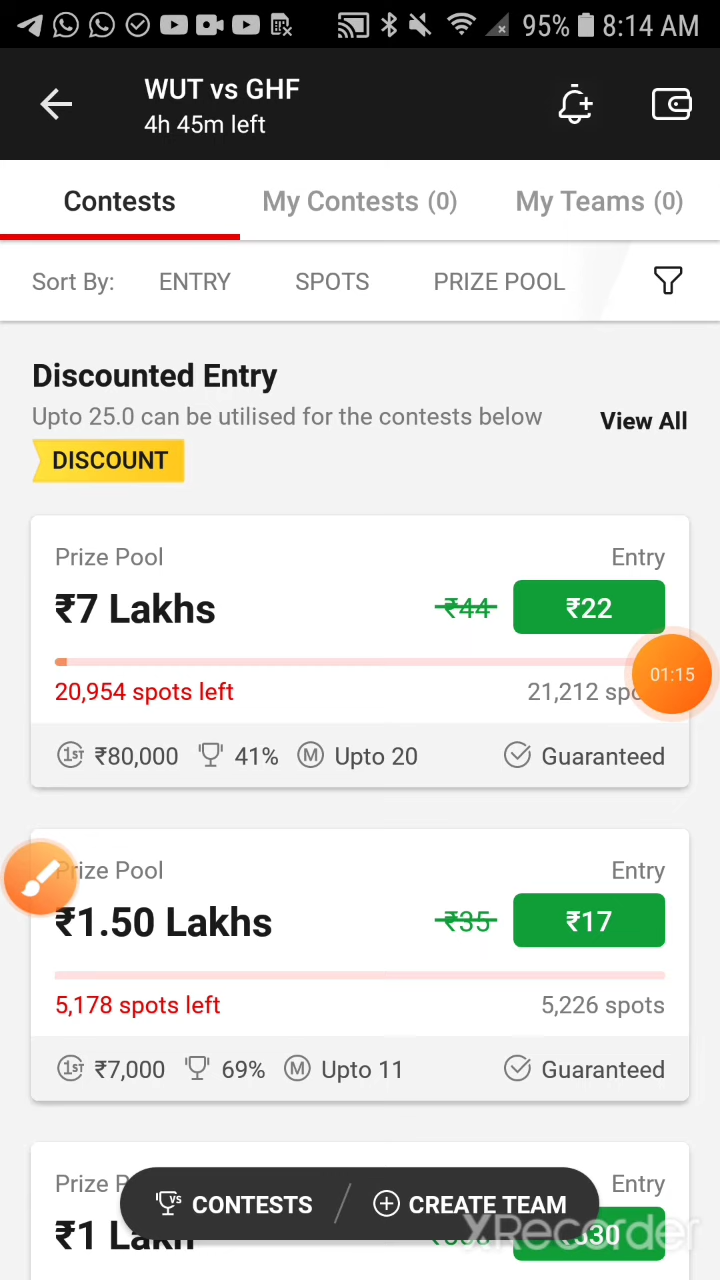 95% 8:14 AM
WUT vs GHF
4h 45m left
Contests My Contests (0) My Teams (0)
Sort By: ENTRY SPOTS PRIZE POOL
Discounted Entry
Upto 25.0 can be utilised for the contests below View All
DISCOUNT
Prize Pool Entry
₹7 Lakhs ₹44 ₹22
01:15
20,954 spots left 21,212
1ST ₹80,000 41% M Upto 20 Guaranteed
Prize Pool Entry
₹1.50 Lakhs ₹35 ₹17
5,178 spots left 5,226 spots
1ST ₹7,000 69% M Upto 11 Guaranteed
Prize Entry
VS CONTESTS CREATE TEAM
₹1
XRecorder